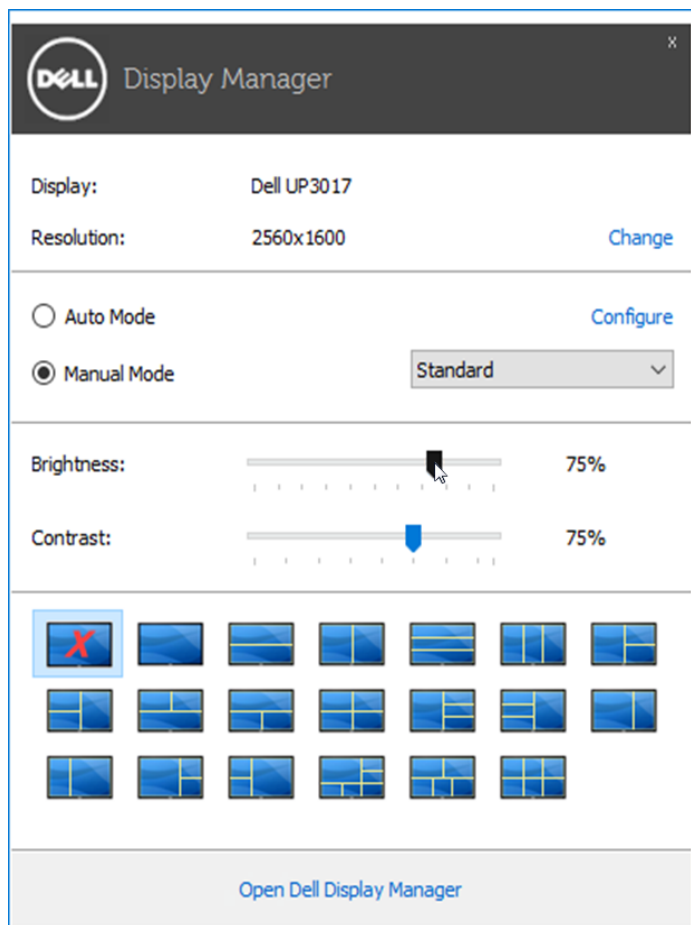 X
DELL Display Manager
Display: Dell UP3017
Resolution: 2560x1600 Change
Auto Mode Configure
Manual Mode Standard
Brightness: 75%
Contrast: 75%
Open Dell Display Manager